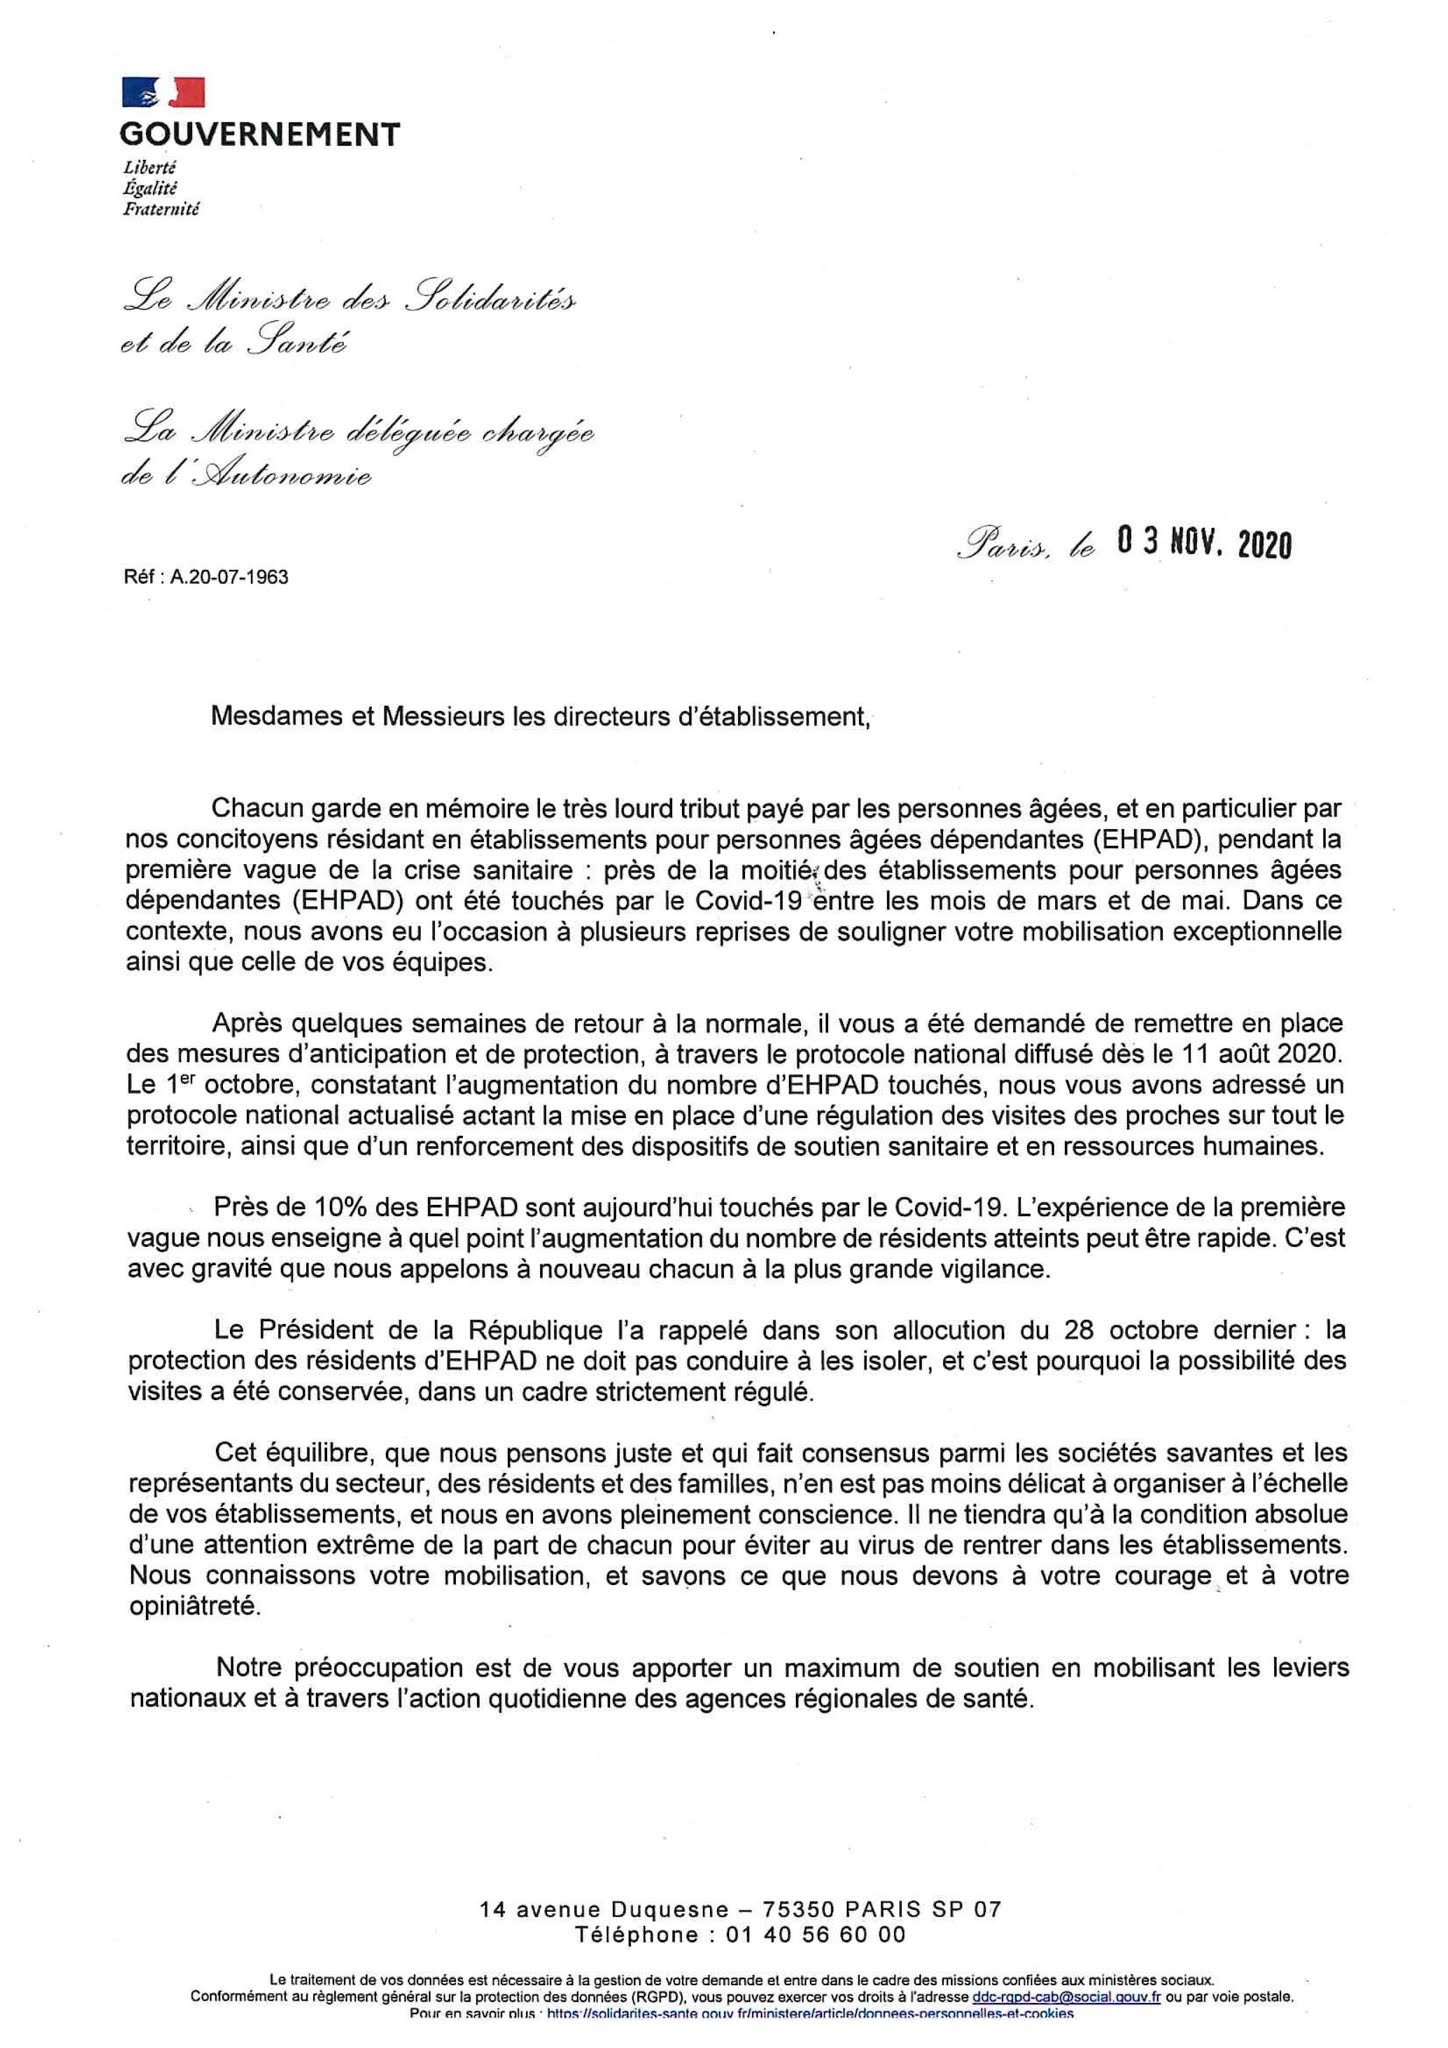 GOUVERNEMENT
Liberté
Égalité
Fraternité
Le Ministre des Solidarités
et de la Santé
La Ministre déléguée chargée
de l'Autonomie
Paris, le 03 NOV. 2020
Réf : A.20-07-1963
Mesdames et Messieurs les directeurs d'établissement,
Chacun garde en mémoire le très lourd tribut payé par les personnes âgées, et en particulier par
nos concitoyens résidant en établissements pour personnes âgées dépendantes (EHPAD), pendant la
première vague de la crise sanitaire : près de la moitié des établissements pour personnes âgées
dépendantes (EHPAD) ont été touchés par le Covid-19 entre les mois de mars et de mai. Dans ce
contexte, nous avons eu l'occasion à plusieurs reprises de souligner votre mobilisation exceptionnelle
ainsi que celle de vos équipes.
Après quelques semaines de retour à la normale, il vous a été demandé de remettre en place
des mesures d'anticipation et de protection, à travers le protocole national diffusé dès le 11 août 2020.
Le 1er octobre, constatant l'augmentation du nombre d'EHPAD touchés, nous vous avons adressé un
protocole national actualisé actant la mise en place d'une régulation des visites des proches sur tout le
territoire, ainsi que d'un renforcement des dispositifs de soutien sanitaire et en ressources humaines.
Près de 10% des EHPAD sont aujourd'hui touchés par le Covid-19. L'expérience de la première
vague nous enseigne à quel point l'augmentation du nombre de résidents atteints peut être rapide. C'est
avec gravité que nous appelons à nouveau chacun à la plus grande vigilance.
Le Président de la République l'a rappelé dans son allocution du 28 octobre dernier : la
protection des résidents d'EHPAD ne doit pas conduire à les isoler, et c'est pourquoi la possibilité des
visites a été conservée, dans un cadre strictement régulé.
Cet équilibre, que nous pensons juste et qui fait consensus parmi les sociétés savantes et les
représentants du secteur, des résidents et des familles, n'en est pas moins délicat à organiser à l'échelle
de vos établissements, et nous en avons pleinement conscience. Il ne tiendra qu'à la condition absolue
d'une attention extrême de la part de chacun pour éviter au virus de rentrer dans les établissements.
Nous connaissons votre mobilisation, et savons ce que nous devons à votre courage et à votre
opiniâtreté.
Notre préoccupation est de vous apporter un maximum de soutien en mobilisant les leviers
nationaux et à travers l'action quotidienne des agences régionales de santé.
14 avenue Duquesne – 75350 PARIS SP 07
Téléphone : 01 40 56 60 00
Le traitement de vos données est nécessaire à la gestion de votre demande et entre dans le cadre des missions confiées aux ministères sociaux.
Conformément au règlement général sur la protection des données (RGPD), vous pouvez exercer vos droits à l'adresse ddc-rgpd-cab@social.gouv.fr ou par voie postale.
Pour en savoir plus : https://solidarites-sante.gouv.fr/ministere/article/donnees-personnelles-et-cookies